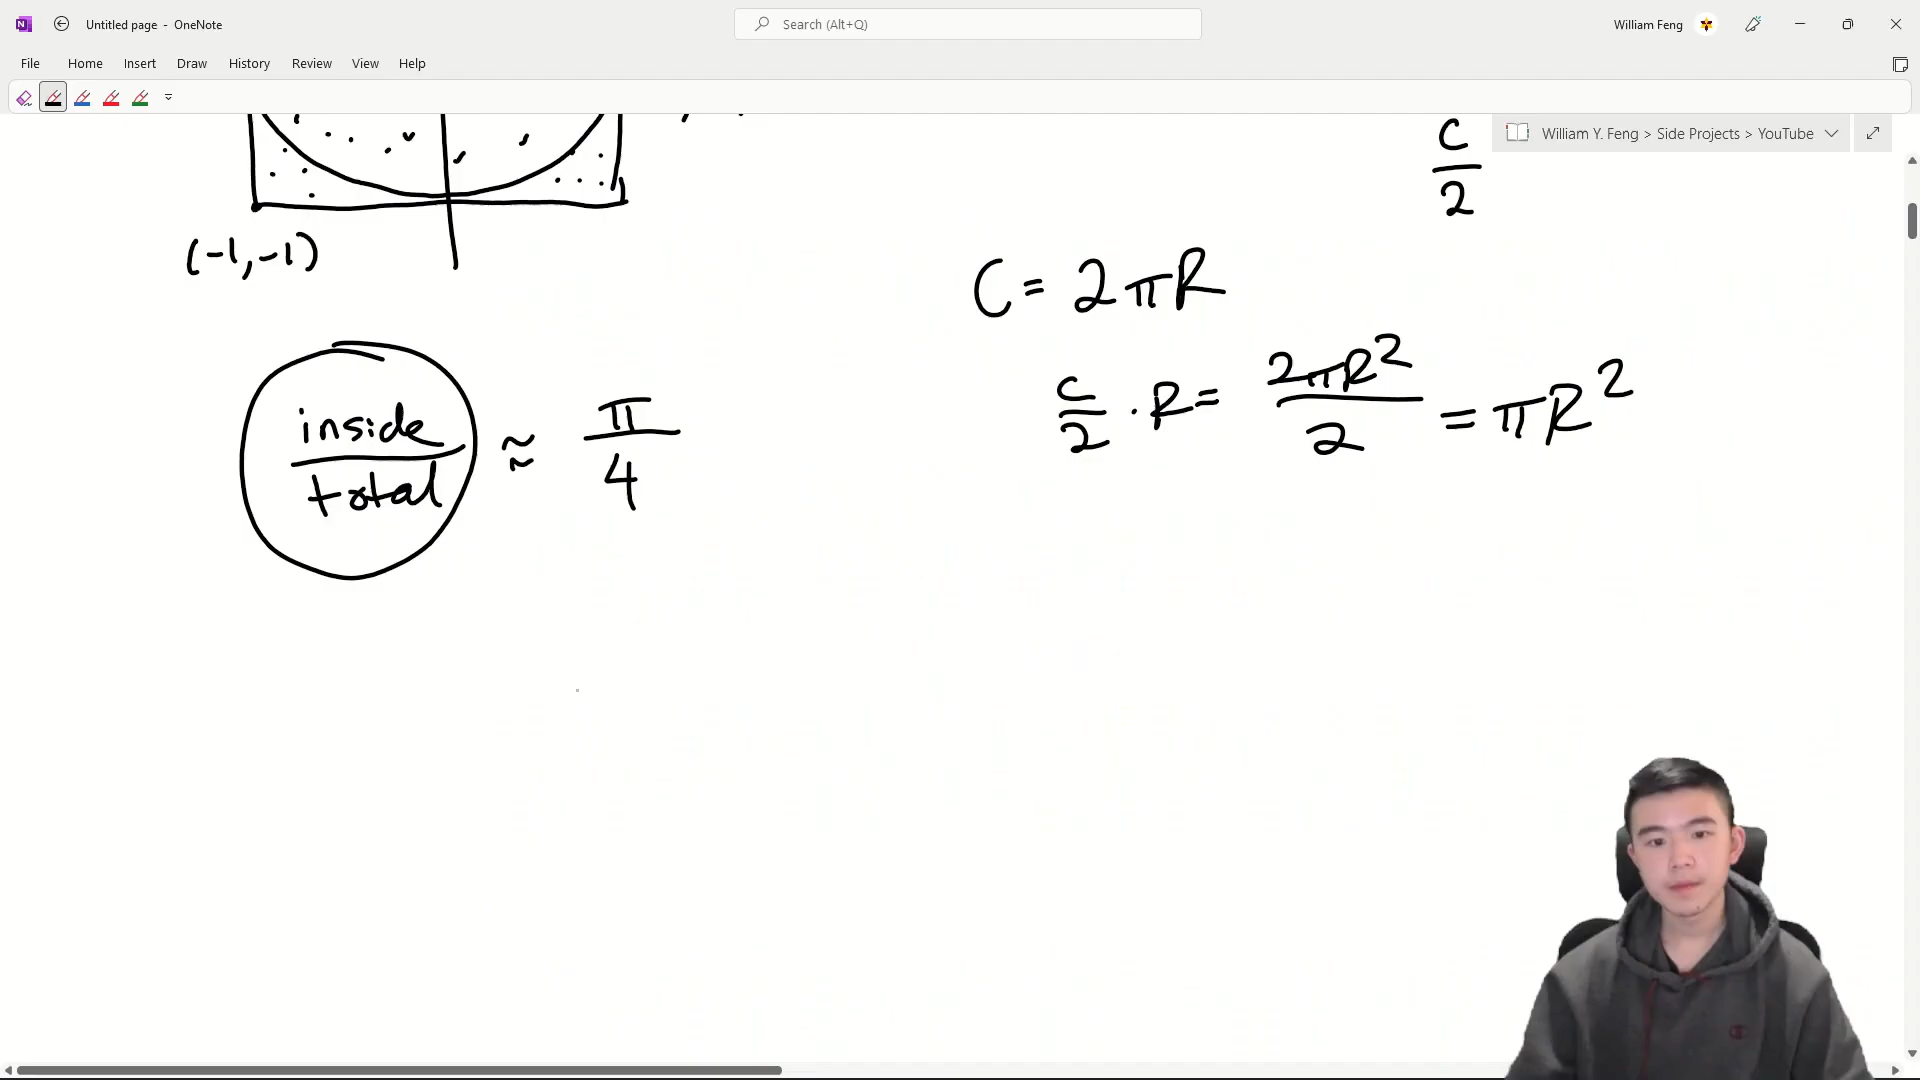 Untitled page - OneNote
Search (Alt+Q)
William Feng
File Home Insert Draw History Review View Help
William Y. Feng > Side Projects > YouTube
C
2
(-1,-1)
C = 2πR
C/2 · R = 2πR²/2 = πR²
inside/total ≈ π/4